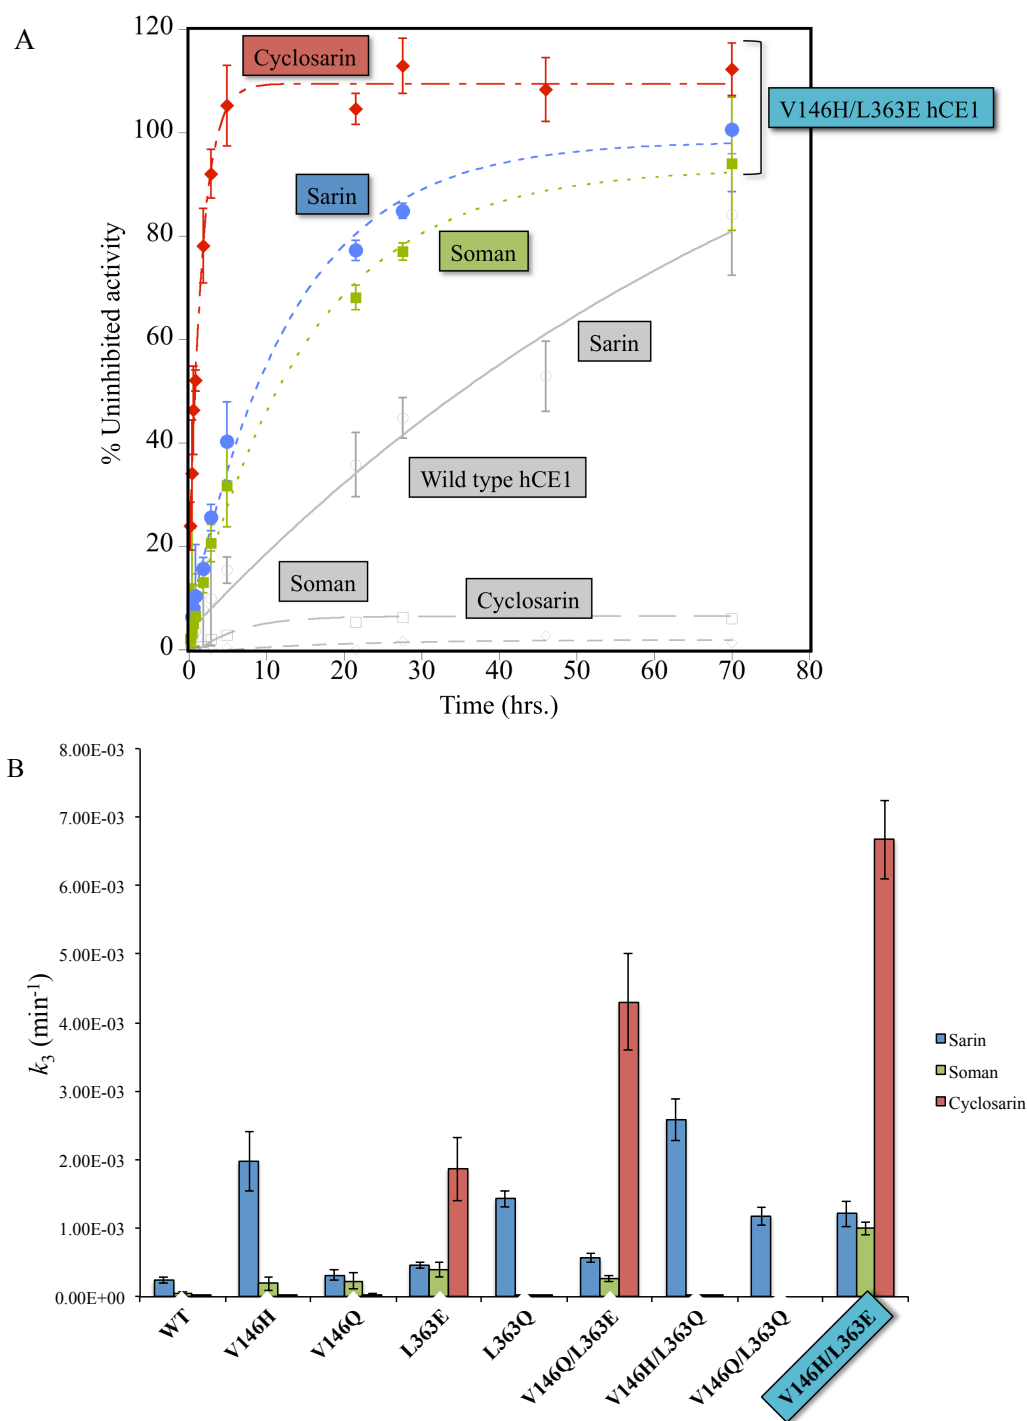 A
120
100
80
60
40
20
0
% Uninhibited activity
Cyclosarin
V146H/L363E hCE1
Sarin
Soman
Sarin
Wild type hCE1
Soman
Cyclosarin
0 10 20 30 40 50 60 70 80
Time (hrs.)
B
8.00E-03
7.00E-03
6.00E-03
5.00E-03
4.00E-03
3.00E-03
2.00E-03
1.00E-03
0.00E+00
k3 (min-1)
Sarin
Soman
Cyclosarin
WT
V146H
V146Q
L363E
L363Q
V146Q/L363E
V146H/L363Q
V146Q/L363Q
V146H/L363E